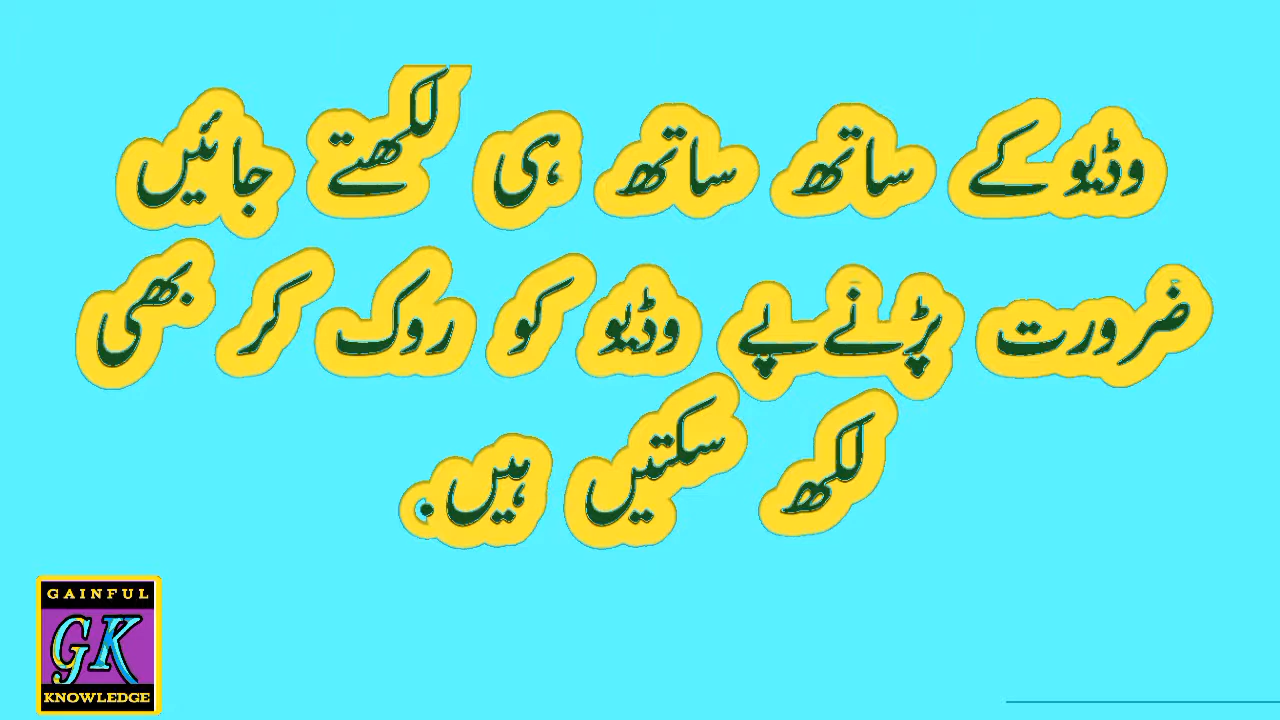 وڈیو کے ساتھ ساتھ ہی لکھتے جائیں
ضرورت پڑنے پے وڈیو کو روک کر بھی
لکھ سکتیں ہیں.
GAINFUL
GK
KNOWLEDGE